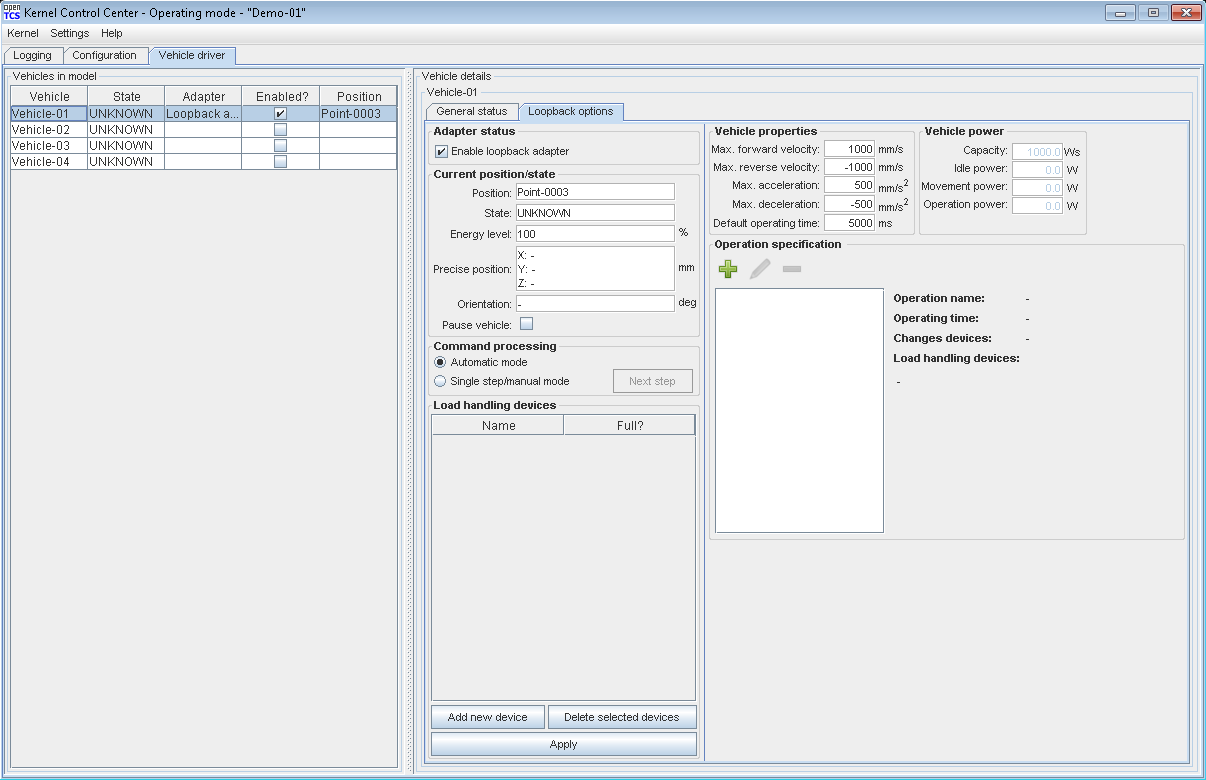 open
TCS Kernel Control Center - Operating mode - "Demo-01"
Kernel Settings Help
Logging Configuration Vehicle driver
Vehicles in model
Vehicle State Adapter Enabled? Position
Vehicle-01 UNKNOWN Loopback a... Point-0003
Vehicle-02 UNKNOWN
Vehicle-03 UNKNOWN
Vehicle-04 UNKNOWN
Vehicle details
Vehicle-01
General status Loopback options
Adapter status
Enable loopback adapter
Current position/state
Position: Point-0003
State: UNKNOWN
Energy level: 100 %
Precise position: X: -
Y: -
Z: -
mm
Orientation: - deg
Pause vehicle:
Command processing
Automatic mode
Single step/manual mode Next step
Load handling devices
Name Full?
Add new device Delete selected devices
Apply
Vehicle properties
Max. forward velocity: 1000 mm/s
Max. reverse velocity: -1000 mm/s
Max. acceleration: 500 mm/s²
Max. deceleration: -500 mm/s²
Default operating time: 5000 ms
Vehicle power
Capacity: 1000.0 Ws
Idle power: 0.0 W
Movement power: 0.0 W
Operation power: 0.0 W
Operation specification
Operation name: -
Operating time: -
Changes devices: -
Load handling devices:
-